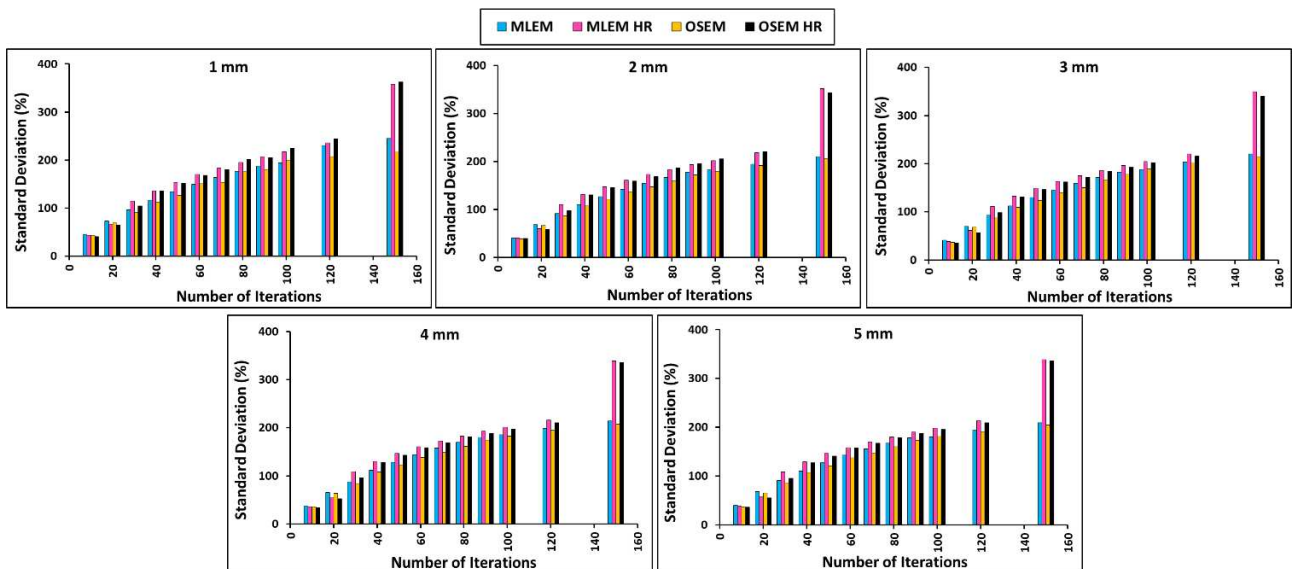 MLEM MLEM HR OSEM OSEM HR
1 mm
Standard Deviation (%)
400
300
200
100
0
0 20 40 60 80 100 120 140 160
Number of Iterations
2 mm
Standard Deviation (%)
400
300
200
100
0
0 20 40 60 80 100 120 140 160
Number of Iterations
3 mm
Standard Deviation (%)
400
300
200
100
0
0 20 40 60 80 100 120 140 160
Number of Iterations
4 mm
Standard Deviation (%)
400
300
200
100
0
0 20 40 60 80 100 120 140 160
Number of Iterations
5 mm
Standard Deviation (%)
400
300
200
100
0
0 20 40 60 80 100 120 140 160
Number of Iterations